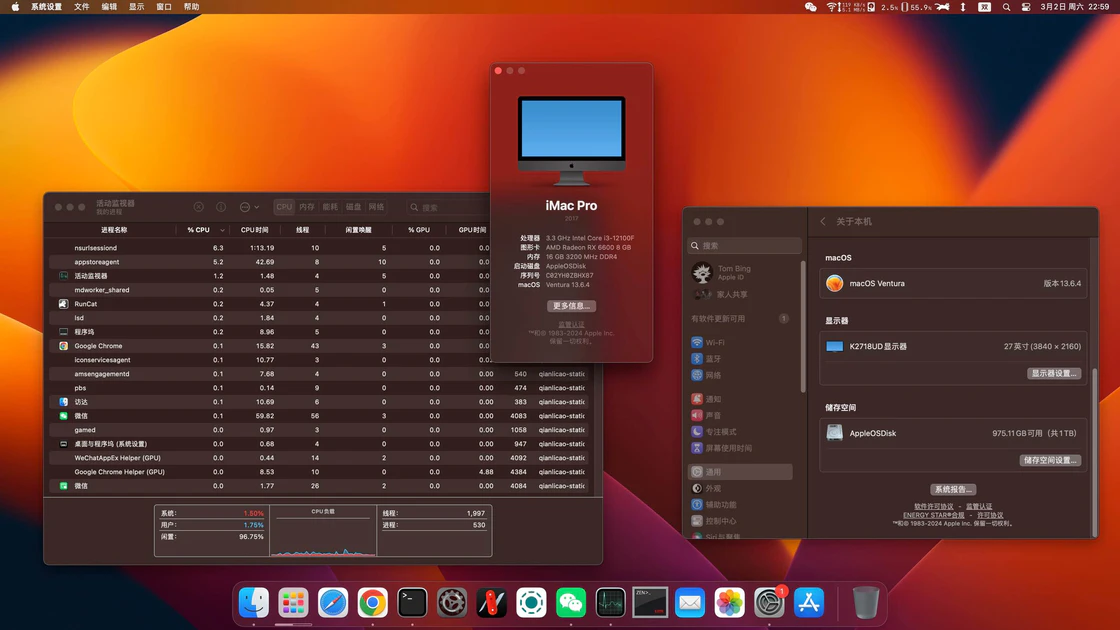 系统设置 文件 编辑 显示 窗口 帮助
2.5% 55.9% 双 3月2日 周六 22:59
iMac Pro
2017
处理器 3.3 GHz Intel Core i3-12100F
图形卡 AMD Radeon RX 6600 8 GB
内存 16 GB 3200 MHz DDR4
启动磁盘 AppleOSDisk
序列号 C02YH0Z8HX87
macOS Ventura 13.6.4
更多信息...
监管认证
™和© 1983-2024 Apple Inc.
保留一切权利。
活动监视器
我的进程
CPU 内存 能耗 磁盘 网络 搜索
进程名称 % CPU CPU 时间 线程 闲置唤醒 % GPU GPU 时间
nsurlsessiond 6.3 1:13.19 10 5 0.0 0.00
appstoreagent 5.2 42.69 8 10 0.0 0.00
活动监视器 1.2 1.48 4 5 0.0 0.00
mdworker_shared 0.2 0.05 5 0 0.0 0.00
RunCat 0.2 4.37 4 1 0.0 0.00
lsd 0.2 1.84 4 0 0.0 0.00
程序坞 0.2 8.96 5 0 0.0 0.00
Google Chrome 0.1 15.82 43 3 0.0 0.00
iconservicesagent 0.1 10.77 3 0 0.0
amsengagementd 0.1 7.68 4 0 0.0 0.00 540 qianlicao-static
pbs 0.1 0.14 9 0 0.0 0.00 474 qianlicao-static
访达 0.1 10.69 6 0 0.0 0.00 383 qianlicao-static
微信 0.1 59.82 56 3 0.0 0.00 4083 qianlicao-static
gamed 0.0 0.97 3 0 0.0 0.00 1058 qianlicao-static
桌面与程序坞 (系统设置) 0.0 0.68 4 0 0.0 0.00 947 qianlicao-static
WeChatAppEx Helper (GPU) 0.0 0.44 14 2 0.0 0.00 4092 qianlicao-static
Google Chrome Helper (GPU) 0.0 8.53 10 0 0.0 4.88 4384 qianlicao-static
微信 0.0 1.77 26 2 0.0 0.00 4084 qianlicao-static
系统: 1.50%
用户: 1.75%
闲置: 96.75%
CPU 负载
线程: 1,997
进程: 530
搜索
Tom Bing
Apple ID
家人共享
有软件更新可用 1
Wi-Fi
蓝牙
网络
通知
声音
专注模式
屏幕使用时间
通用
外观
辅助功能
控制中心
关于本机
macOS
macOS Ventura 版本13.6.4
显示器
K2718UD显示器 27英寸 (3840 × 2160)
显示器设置...
储存空间
AppleOSDisk 975.11 GB可用（共1 TB）
储存空间设置...
系统报告...
软件许可协议 - 监管认证
ENERGY STAR®合规 - 许可协议
™和© 1983-2024 Apple Inc. 保留一切权利。
1